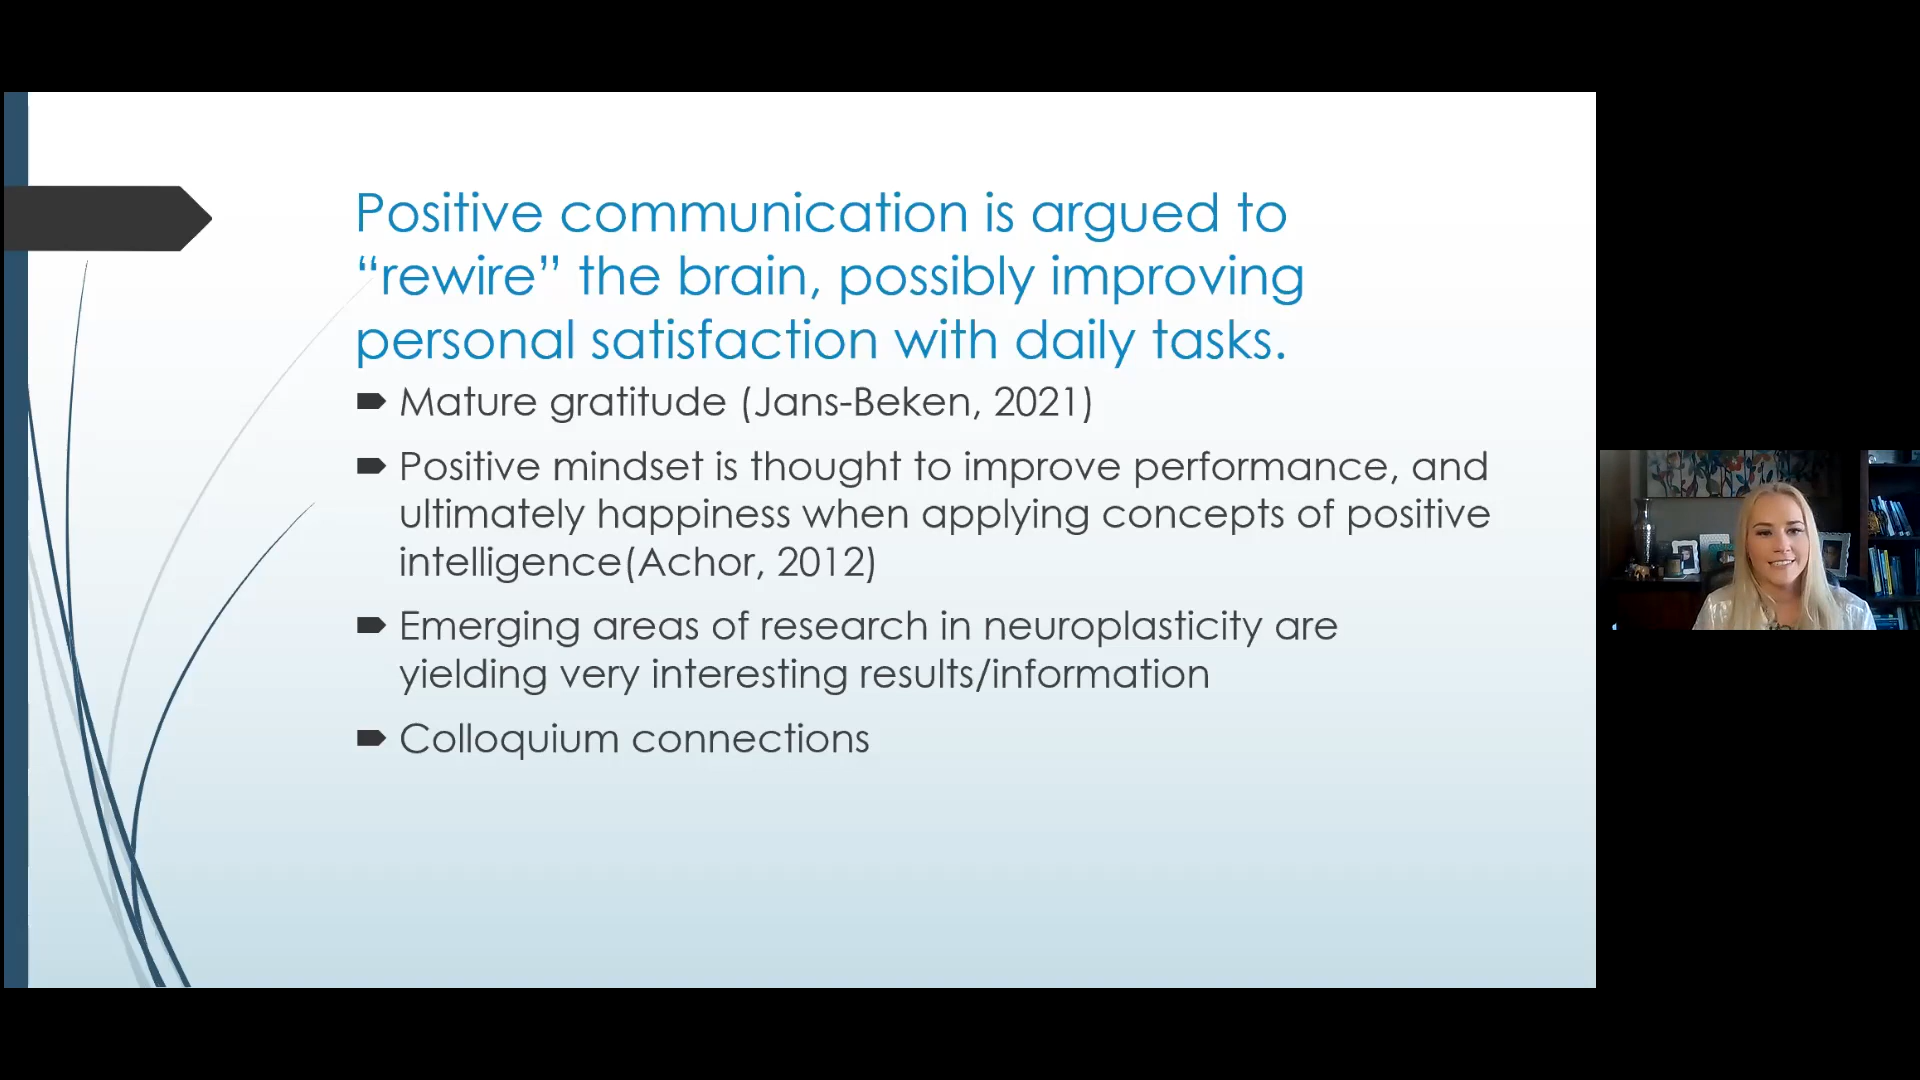 Positive communication is argued to
“rewire” the brain, possibly improving
personal satisfaction with daily tasks.
Mature gratitude (Jans-Beken, 2021)
Positive mindset is thought to improve performance, and
ultimately happiness when applying concepts of positive
intelligence(Achor, 2012)
Emerging areas of research in neuroplasticity are
yielding very interesting results/information
Colloquium connections